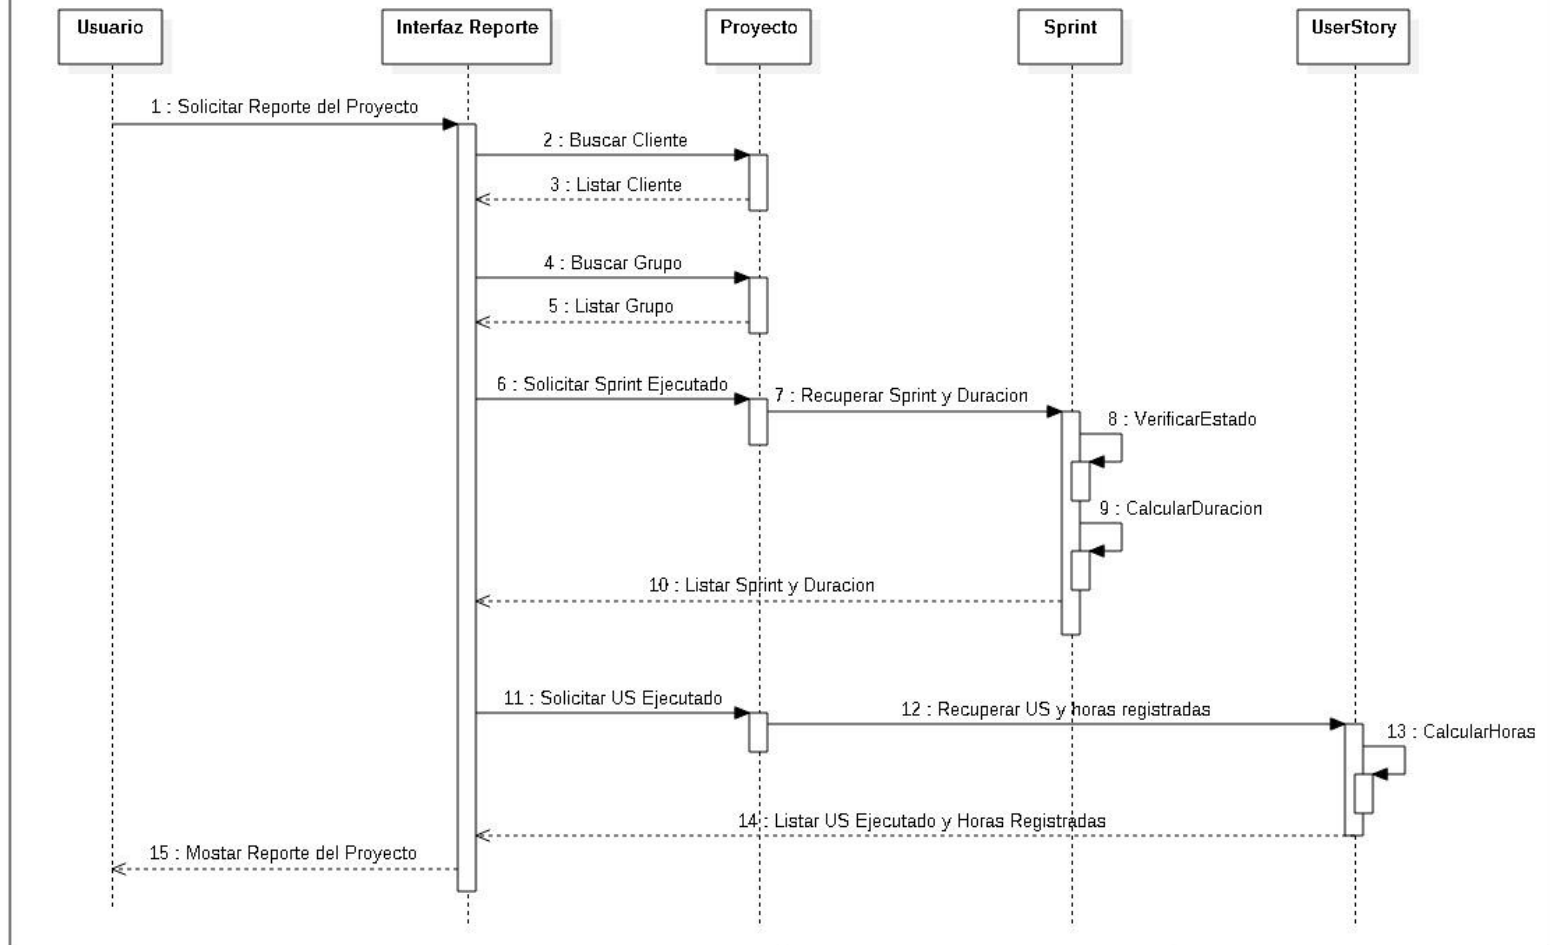 Usuario
Interfaz Reporte
Proyecto
Sprint
UserStory
1 : Solicitar Reporte del Proyecto
2 : Buscar Cliente
3 : Listar Cliente
4 : Buscar Grupo
5 : Listar Grupo
6 : Solicitar Sprint Ejecutado
7 : Recuperar Sprint y Duracion
8 : VerificarEstado
9 : CalcularDuracion
10 : Listar Sprint y Duracion
11 : Solicitar US Ejecutado
12 : Recuperar US y horas registradas
13 : CalcularHoras
14 : Listar US Ejecutado y Horas Registradas
15 : Mostar Reporte del Proyecto